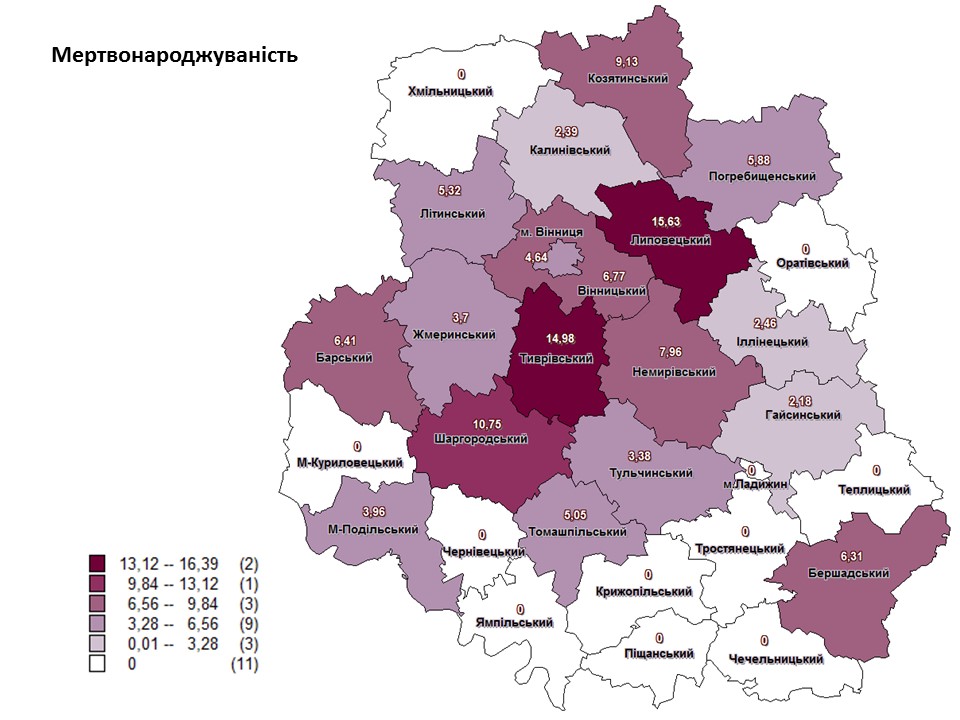 Мертвонароджуваність
9,13
Козятинський
0
Хмільницький
2,39
Калинівський
5,88
Погребищенський
5,32
Літинський
15,63
Липовецький
м. Вінниця
4,64
6,77
Вінницький
0
Оратівський
3,7
Жмеринський
14,98
Тиврівський
2,46
Іллінецький
6,41
Барський
7,96
Немирівський
2,18
Гайсинський
10,75
Шаргородський
0
М-Куриловецький
3,38
Тульчинський
0
м.Ладижин
0
Теплицький
3,96
М-Подільський
5,05
Томашпільський
0
Чернівецький
0
Тростянецький
6,31
Бершадський
0
Крижопільський
0
Ямпільський
0
Піщанський
0
Чечельницький
13,12 -- 16,39 (2)
9,84 -- 13,12 (1)
6,56 -- 9,84 (3)
3,28 -- 6,56 (9)
0,01 -- 3,28 (3)
0 (11)